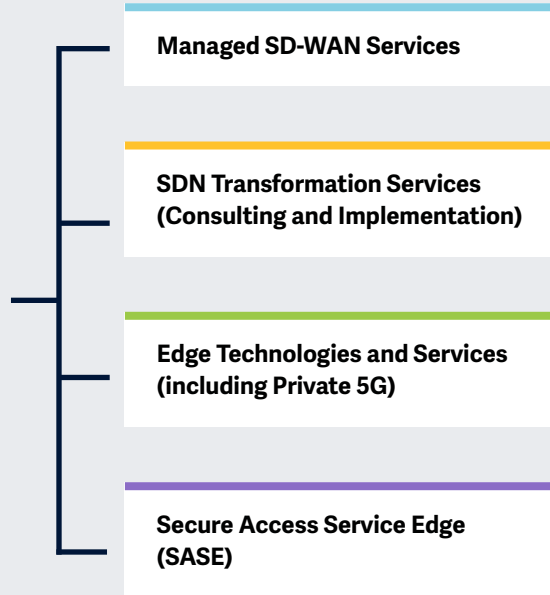 Managed SD-WAN Services
SDN Transformation Services
(Consulting and Implementation)
Edge Technologies and Services
(including Private 5G)
Secure Access Service Edge
(SASE)